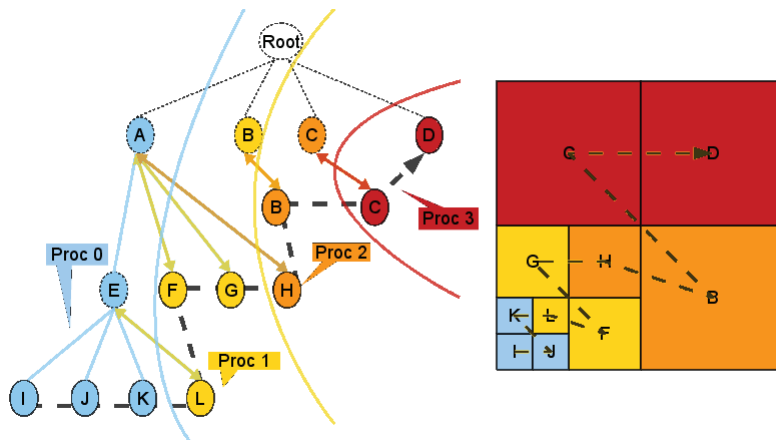 Root
A B C D
B C
Proc 3
Proc 0
Proc 2
E F G H
Proc 1
I J K L
C D
G H
B
K L
F
I J